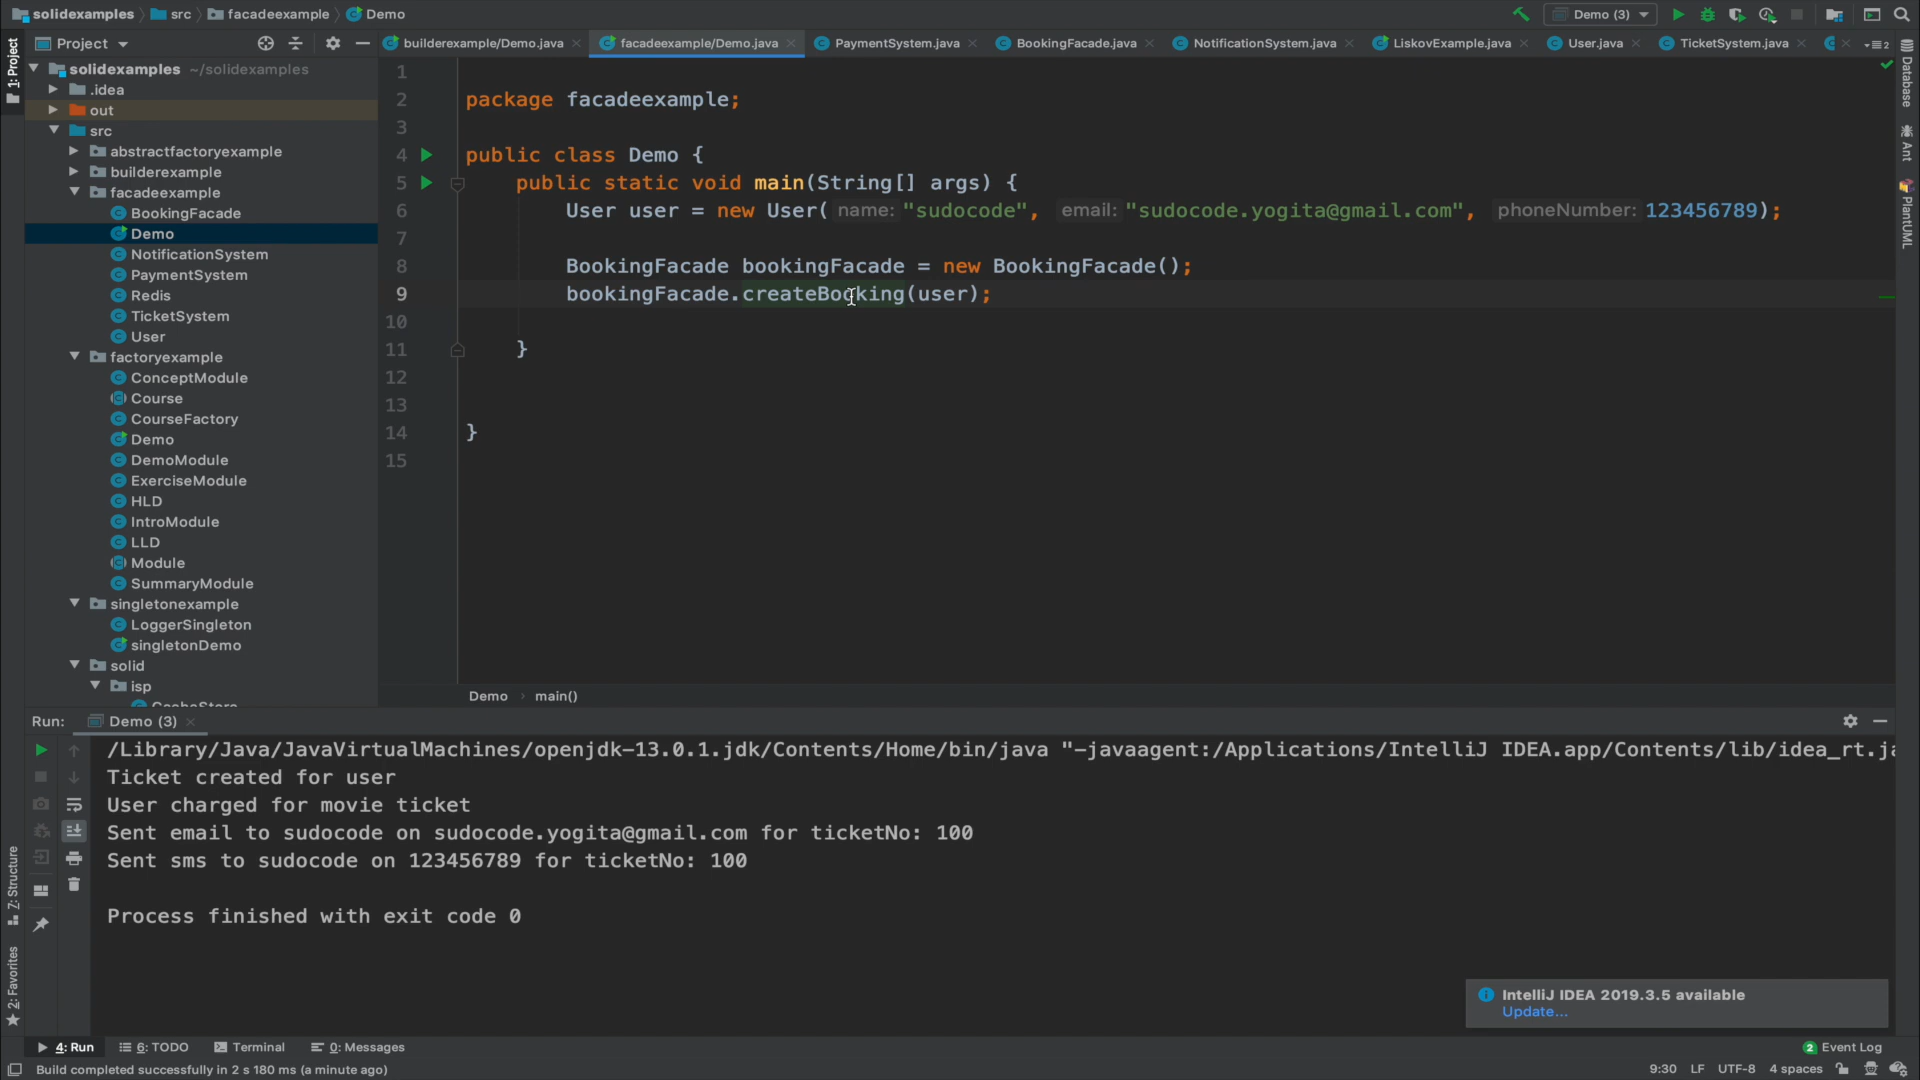 solidexamples src facadeexample Demo
Demo (3)
Project
builderexample/Demo.java facadeexample/Demo.java PaymentSystem.java BookingFacade.java NotificationSystem.java LiskovExample.java User.java TicketSystem.java
1: Project
Database
Ant
PlantUML
solidexamples ~/solidexamples
.idea
out
src
abstractfactoryexample
builderexample
facadeexample
BookingFacade
Demo
NotificationSystem
PaymentSystem
Redis
TicketSystem
User
factoryexample
ConceptModule
Course
CourseFactory
Demo
DemoModule
ExerciseModule
HLD
IntroModule
LLD
Module
SummaryModule
singletonexample
LoggerSingleton
singletonDemo
solid
isp
1
2 package facadeexample;
3
4 public class Demo {
5 public static void main(String[] args) {
6 User user = new User( name: "sudocode", email: "sudocode.yogita@gmail.com", phoneNumber: 123456789);
7
8 BookingFacade bookingFacade = new BookingFacade();
9 bookingFacade.createBooking(user);
10
11 }
12
13
14 }
15
Demo main()
Run: Demo (3)
/Library/Java/JavaVirtualMachines/openjdk-13.0.1.jdk/Contents/Home/bin/java "-javaagent:/Applications/IntelliJ IDEA.app/Contents/lib/idea_rt.ja
Ticket created for user
User charged for movie ticket
Sent email to sudocode on sudocode.yogita@gmail.com for ticketNo: 100
Sent sms to sudocode on 123456789 for ticketNo: 100
Process finished with exit code 0
Z: Structure
2: Favorites
IntelliJ IDEA 2019.3.5 available
Update...
4: Run 6: TODO Terminal 0: Messages
2 Event Log
Build completed successfully in 2 s 180 ms (a minute ago)
9:30 LF UTF-8 4 spaces